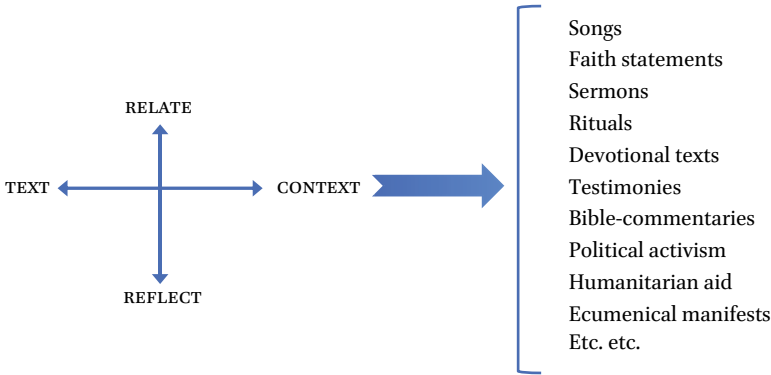 RELATE
TEXT
CONTEXT
REFLECT
Songs
Faith statements
Sermons
Rituals
Devotional texts
Testimonies
Bible-commentaries
Political activism
Humanitarian aid
Ecumenical manifests
Etc. etc.